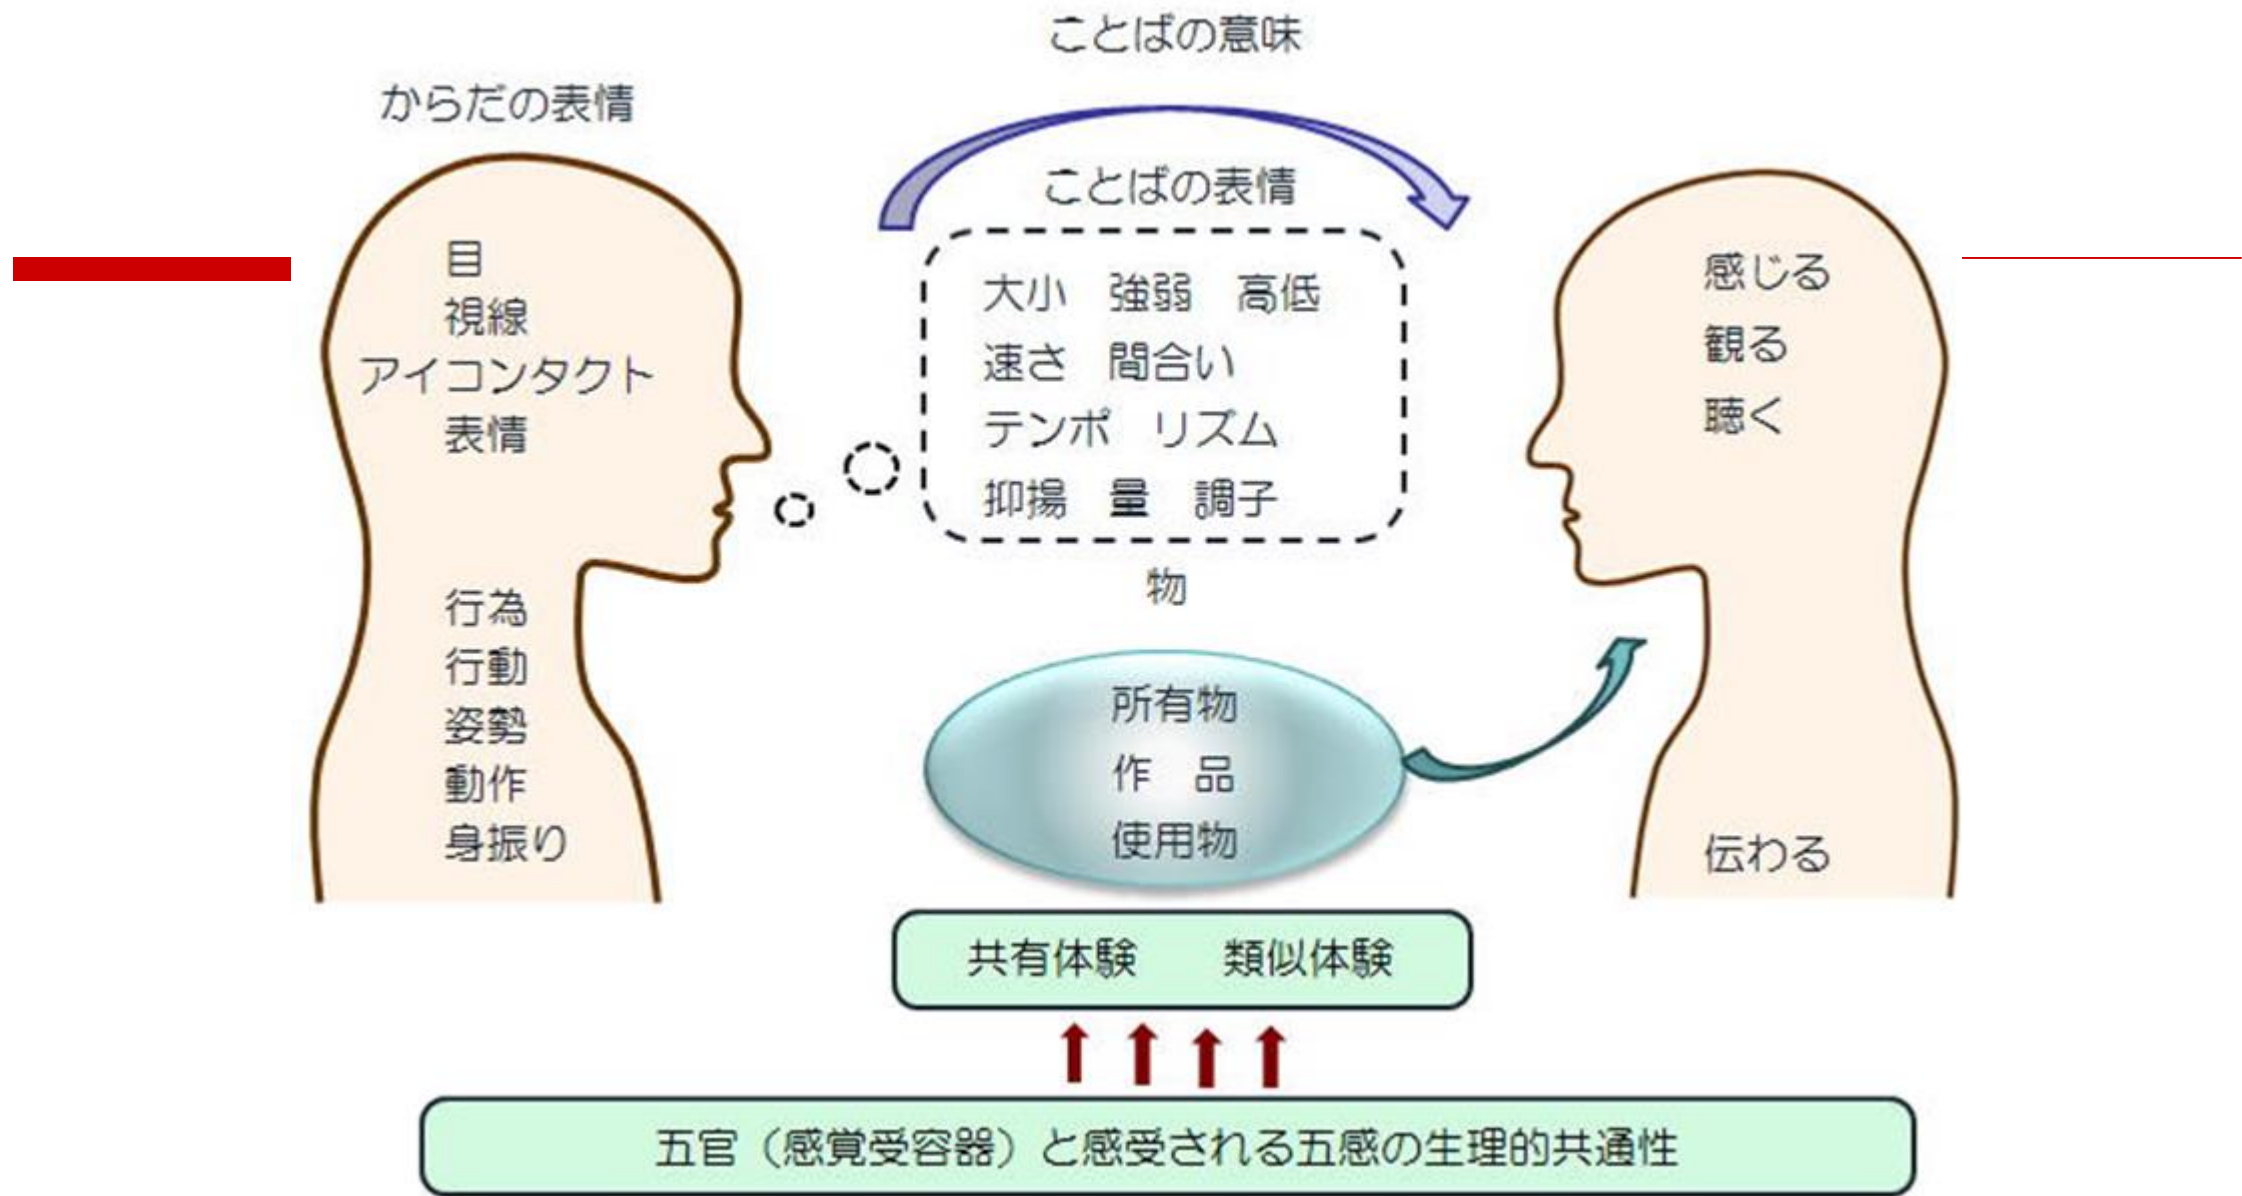 ことばの意味
からだの表情
目
視線
アイコンタクト
表情
行為
行動
姿勢
動作
身振り
ことばの表情
大小 強弱 高低
速さ 間合い
テンポ リズム
抑揚 量 調子
物
所有物
作 品
使用物
感じる
観る
聴く
伝わる
共有体験 類似体験
五官（感覚受容器）と感受される五感の生理的共通性